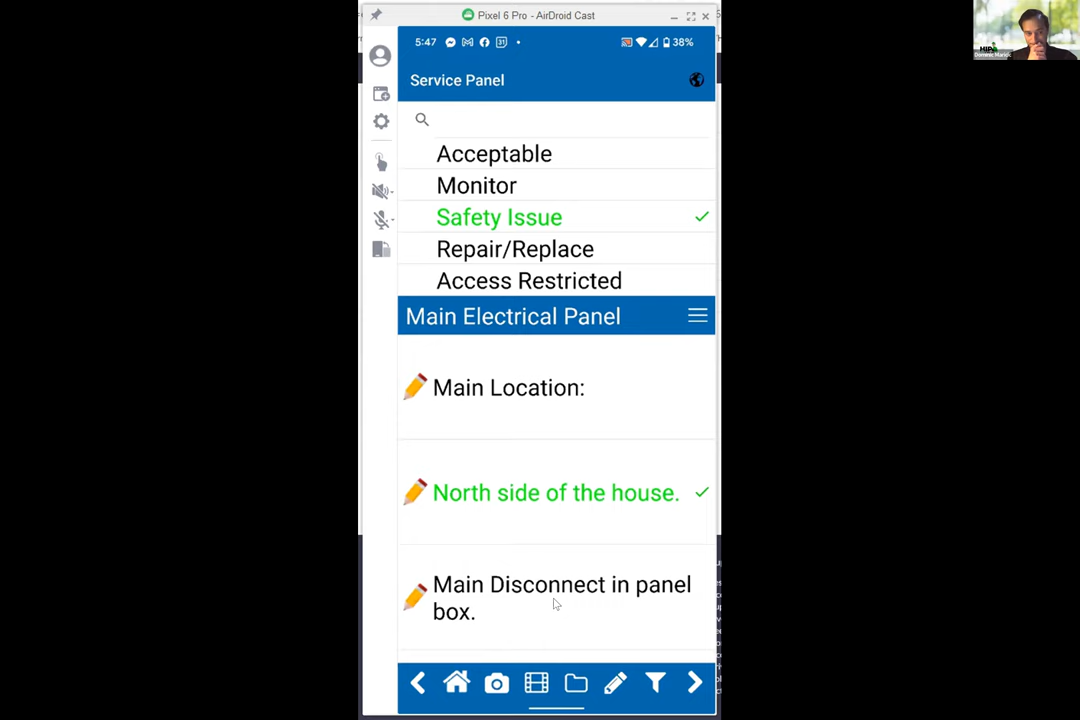 Pixel 6 Pro - AirDroid Cast
5:47
31
38%
Service Panel
Acceptable
Monitor
Safety Issue
Repair/Replace
Access Restricted
Main Electrical Panel
Main Location:
North side of the house.
Main Disconnect in panel
box.